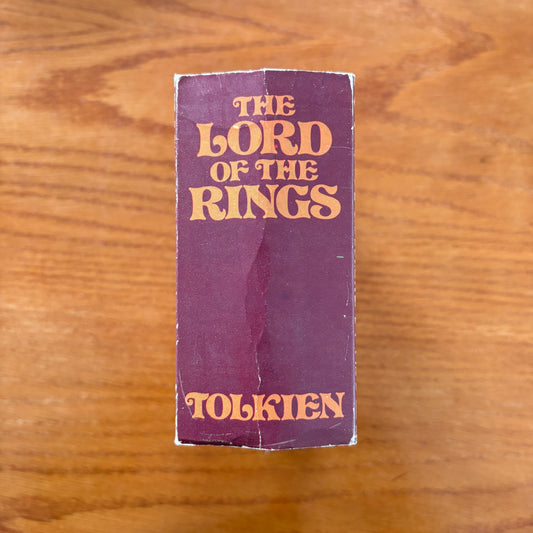 THE
LORD
OF THE
RINGS
TOLKIEN